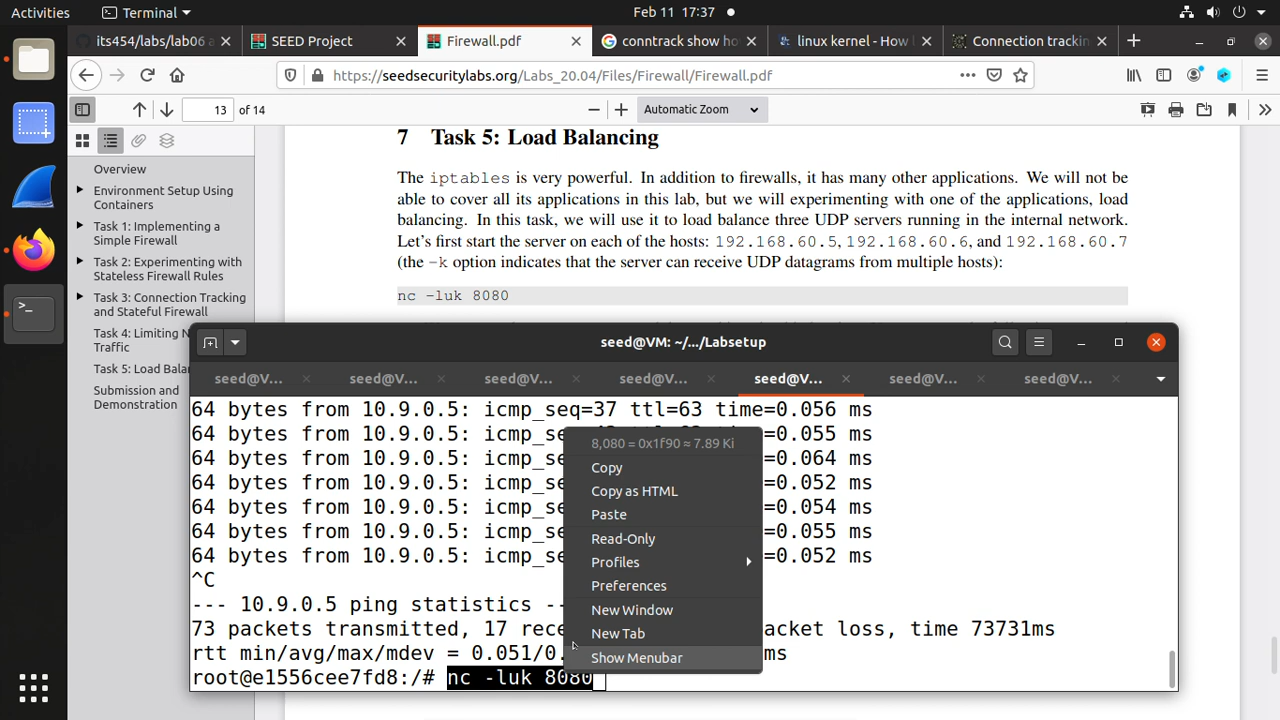 Activities
Terminal
Feb 11 17:37
its454/labs/lab06 a
SEED Project
Firewall.pdf
conntrack show ho
linux kernel - How
Connection trackin
https://seedsecuritylabs.org/Labs_20.04/Files/Firewall/Firewall.pdf
13 of 14
Automatic Zoom
Overview
Environment Setup Using
Containers
Task 1: Implementing a
Simple Firewall
Task 2: Experimenting with
Stateless Firewall Rules
Task 3: Connection Tracking
and Stateful Firewall
Task 4: Limiting N
Traffic
Task 5: Load Balan
Submission and
Demonstration
7 Task 5: Load Balancing
The iptables is very powerful. In addition to firewalls, it has many other applications. We will not be
able to cover all its applications in this lab, but we will experimenting with one of the applications, load
balancing. In this task, we will use it to load balance three UDP servers running in the internal network.
Let's first start the server on each of the hosts: 192.168.60.5, 192.168.60.6, and 192.168.60.7
(the -k option indicates that the server can receive UDP datagrams from multiple hosts):
nc -luk 8080
seed@VM: ~/.../Labsetup
seed@V...
seed@V...
seed@V...
seed@V...
seed@V...
seed@V...
seed@V...
64 bytes from 10.9.0.5: icmp_seq=37 ttl=63 time=0.056 ms
64 bytes from 10.9.0.5: icmp_se =0.055 ms
64 bytes from 10.9.0.5: icmp_se =0.064 ms
64 bytes from 10.9.0.5: icmp_se =0.052 ms
64 bytes from 10.9.0.5: icmp_se =0.054 ms
64 bytes from 10.9.0.5: icmp_se =0.055 ms
64 bytes from 10.9.0.5: icmp_se =0.052 ms
^C
--- 10.9.0.5 ping statistics --
73 packets transmitted, 17 rece acket loss, time 73731ms
rtt min/avg/max/mdev = 0.051/0. ms
root@e1556cee7fd8:/# nc -luk 8080
8,080 = 0x1f90 ≈ 7.89 Ki
Copy
Copy as HTML
Paste
Read-Only
Profiles
Preferences
New Window
New Tab
Show Menubar